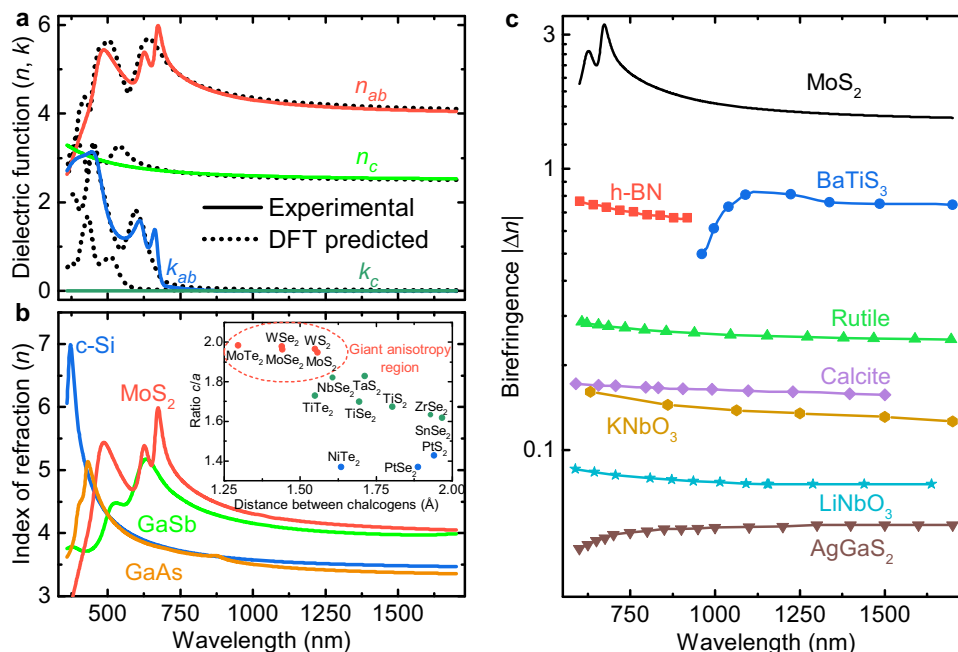 a
Dielectric function (n, k)
6
4
2
0
n_ab
n_c
Experimental
DFT predicted
k_ab
k_c
b
Index of refraction (n)
7
6
5
4
3
c-Si
MoS2
GaSb
GaAs
500 750 1000 1250 1500
Wavelength (nm)
Ratio c/a
2.0
1.8
1.6
1.4
WSe2 WS2
MoTe2 MoSe2 MoS2
Giant anisotropy
region
NbSe2 TaS2
TiTe2 TiSe2 TiS2
ZrSe2
SnSe2
PtS2
NiTe2 PtSe2
1.25 1.50 1.75 2.00
Distance between chalcogens (Å)
c
Birefringence |Δn|
3
1
0.1
MoS2
h-BN
BaTiS3
Rutile
Calcite
KNbO3
LiNbO3
AgGaS2
750 1000 1250 1500
Wavelength (nm)